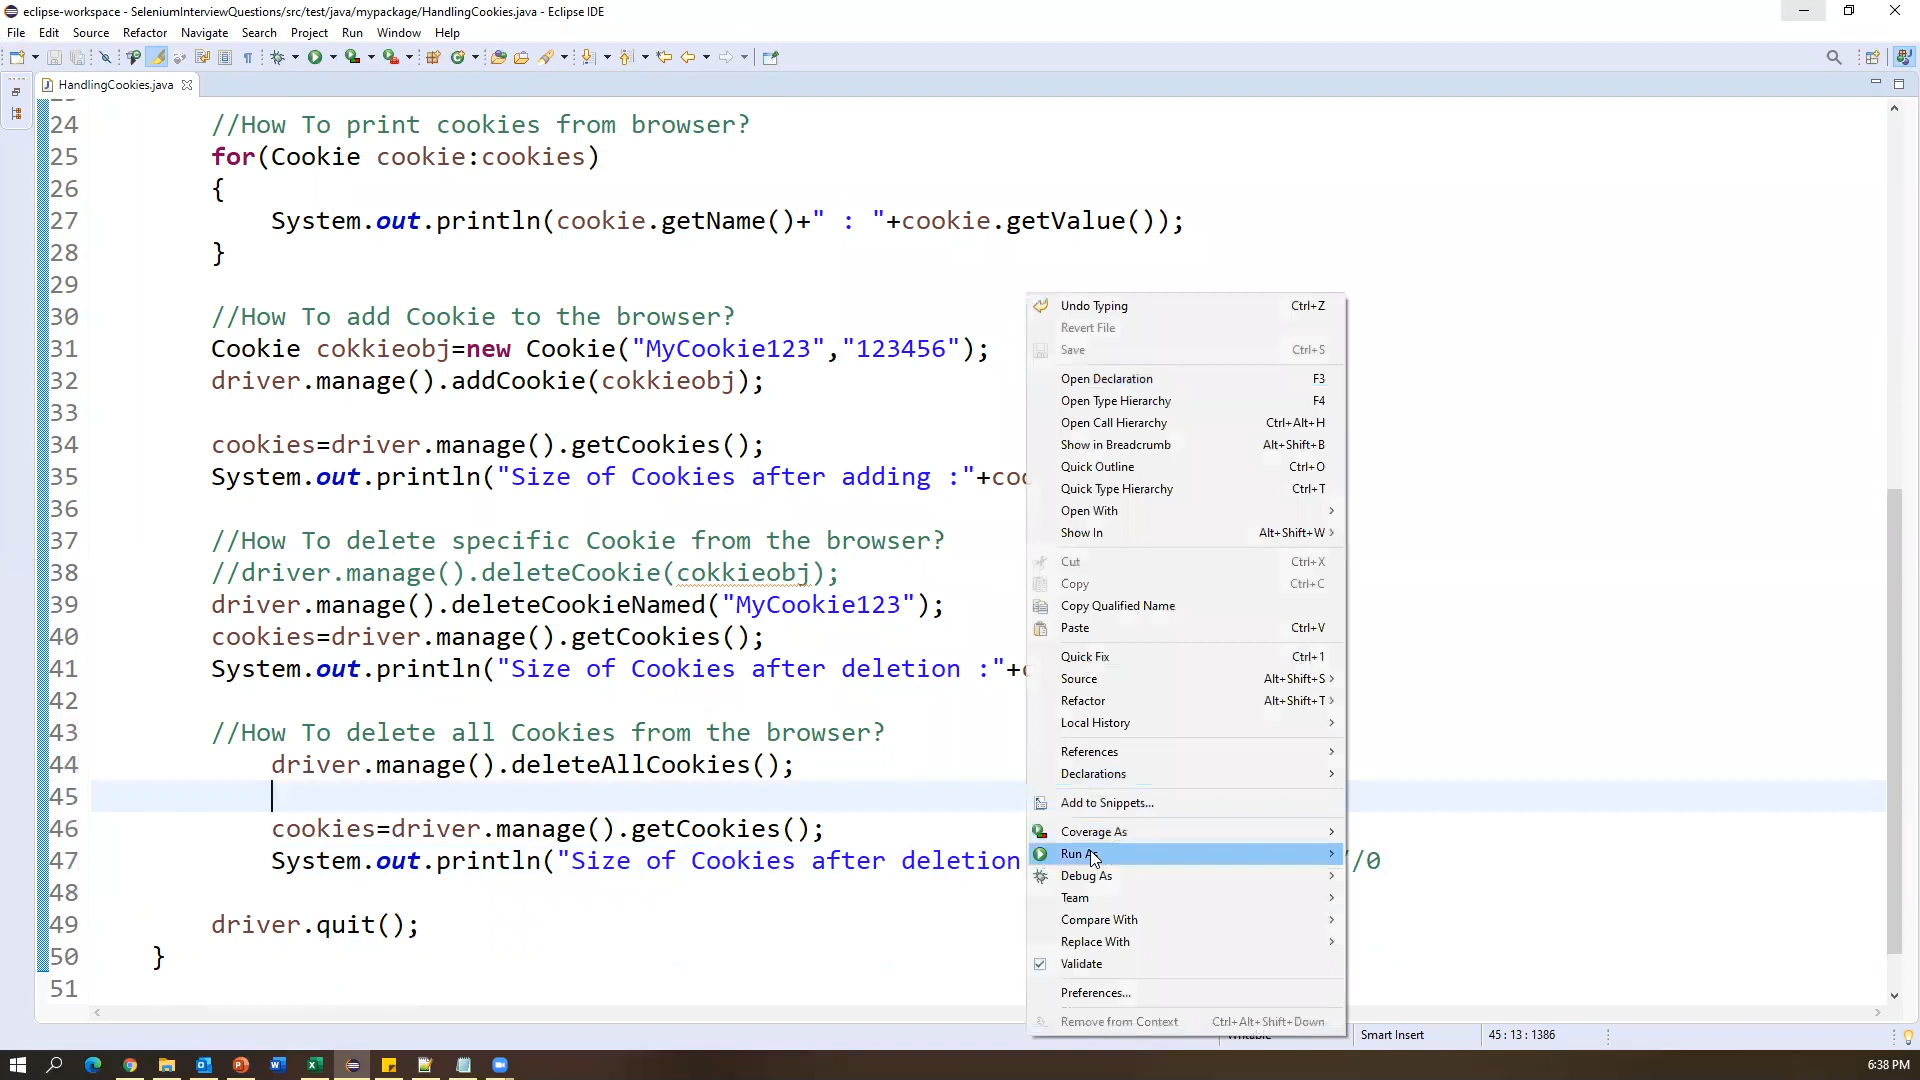 eclipse-workspace - SeleniumInterviewQuestions/src/test/java/mypackage/HandlingCookies.java - Eclipse IDE
File Edit Source Refactor Navigate Search Project Run Window Help
HandlingCookies.java
24 //How To print cookies from browser?
25 for(Cookie cookie:cookies)
26 {
27 System.out.println(cookie.getName()+" : "+cookie.getValue());
28 }
29
30 //How To add Cookie to the browser?
31 Cookie cokkieobj=new Cookie("MyCookie123","123456");
32 driver.manage().addCookie(cokkieobj);
33
34 cookies=driver.manage().getCookies();
35 System.out.println("Size of Cookies after adding :"+coo
36
37 //How To delete specific Cookie from the browser?
38 //driver.manage().deleteCookie(cokkieobj);
39 driver.manage().deleteCookieNamed("MyCookie123");
40 cookies=driver.manage().getCookies();
41 System.out.println("Size of Cookies after deletion :"+c
42
43 //How To delete all Cookies from the browser?
44 driver.manage().deleteAllCookies();
45
46 cookies=driver.manage().getCookies();
47 System.out.println("Size of Cookies after deletion /0
48
49 driver.quit();
50 }
51
Undo Typing Ctrl+Z
Revert File
Save Ctrl+S
Open Declaration F3
Open Type Hierarchy F4
Open Call Hierarchy Ctrl+Alt+H
Show in Breadcrumb Alt+Shift+B
Quick Outline Ctrl+O
Quick Type Hierarchy Ctrl+T
Open With
Show In Alt+Shift+W
Cut Ctrl+X
Copy Ctrl+C
Copy Qualified Name
Paste Ctrl+V
Quick Fix Ctrl+1
Source Alt+Shift+S
Refactor Alt+Shift+T
Local History
References
Declarations
Add to Snippets...
Coverage As
Run As
Debug As
Team
Compare With
Replace With
Validate
Preferences...
Remove from Context Ctrl+Alt+Shift+Down
Writable Smart Insert 45 : 13 : 1386
6:38 PM